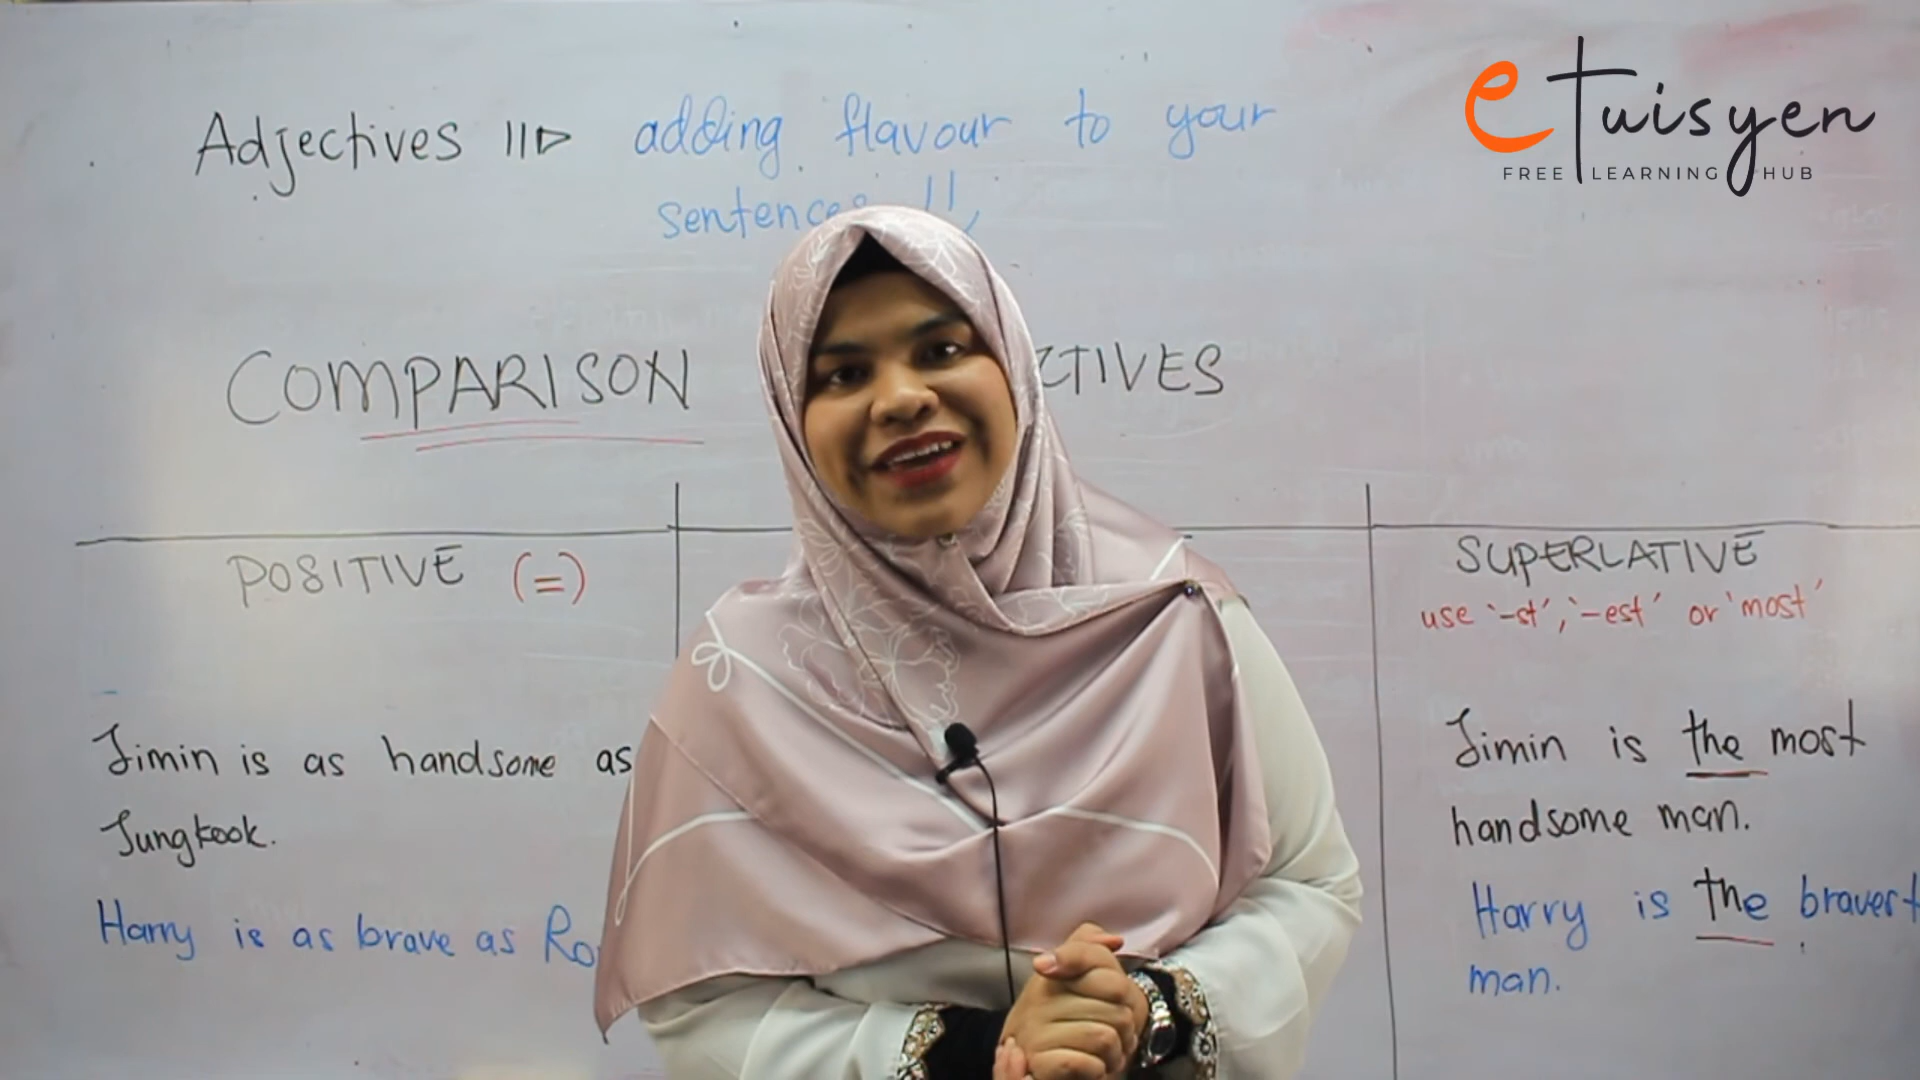 Adjectives adding flavour to your
sentences !!
eTuisyen
FREE LEARNING HUB
COMPARISON
POSITIVE (=)
SUPERLATIVE
use '-st', '-est' or 'most'
Jimin is as handsome as
Jungkook.
Harry is as brave as
Jimin is the most
handsome man.
Harry is the bravest
man.